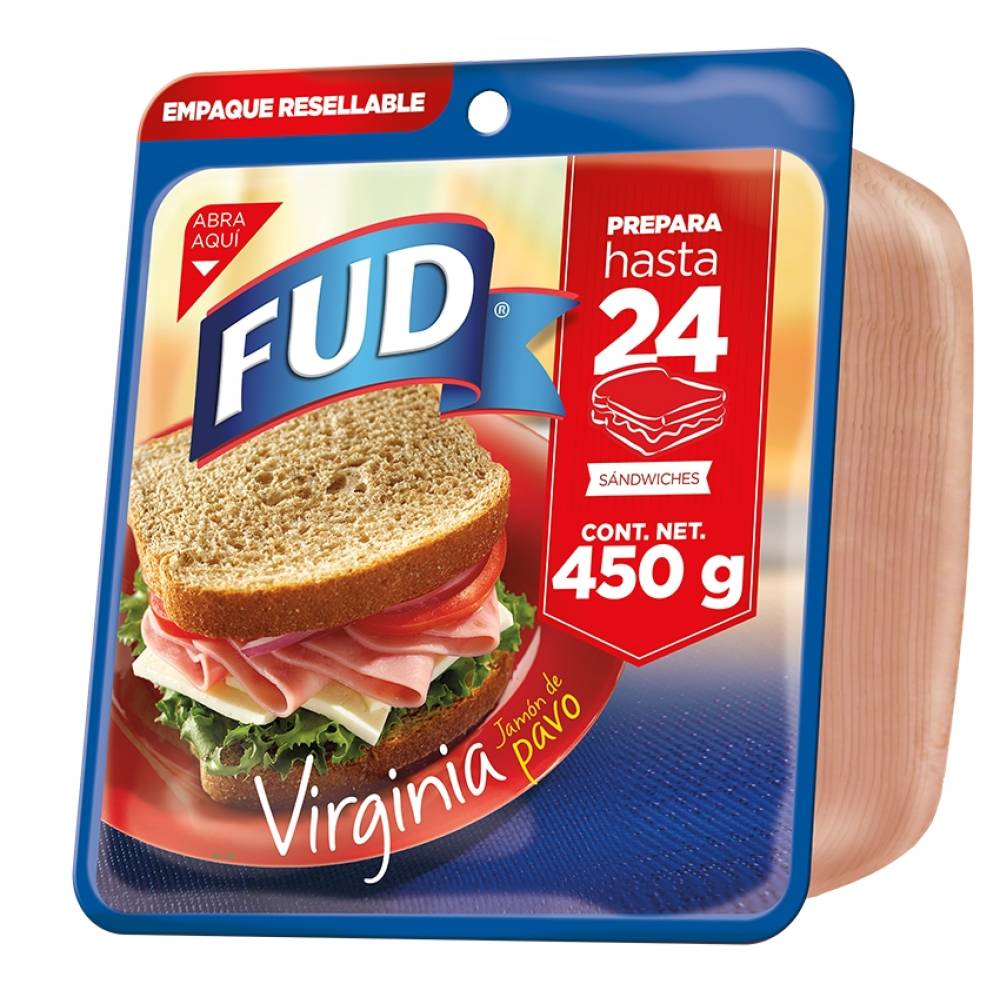 EMPAQUE RESELLABLE
ABRA
AQUÍ
FUD®
PREPARA
hasta
24
SÁNDWICHES
CONT. NET.
450 g
Virginia
Jamón de
pavo